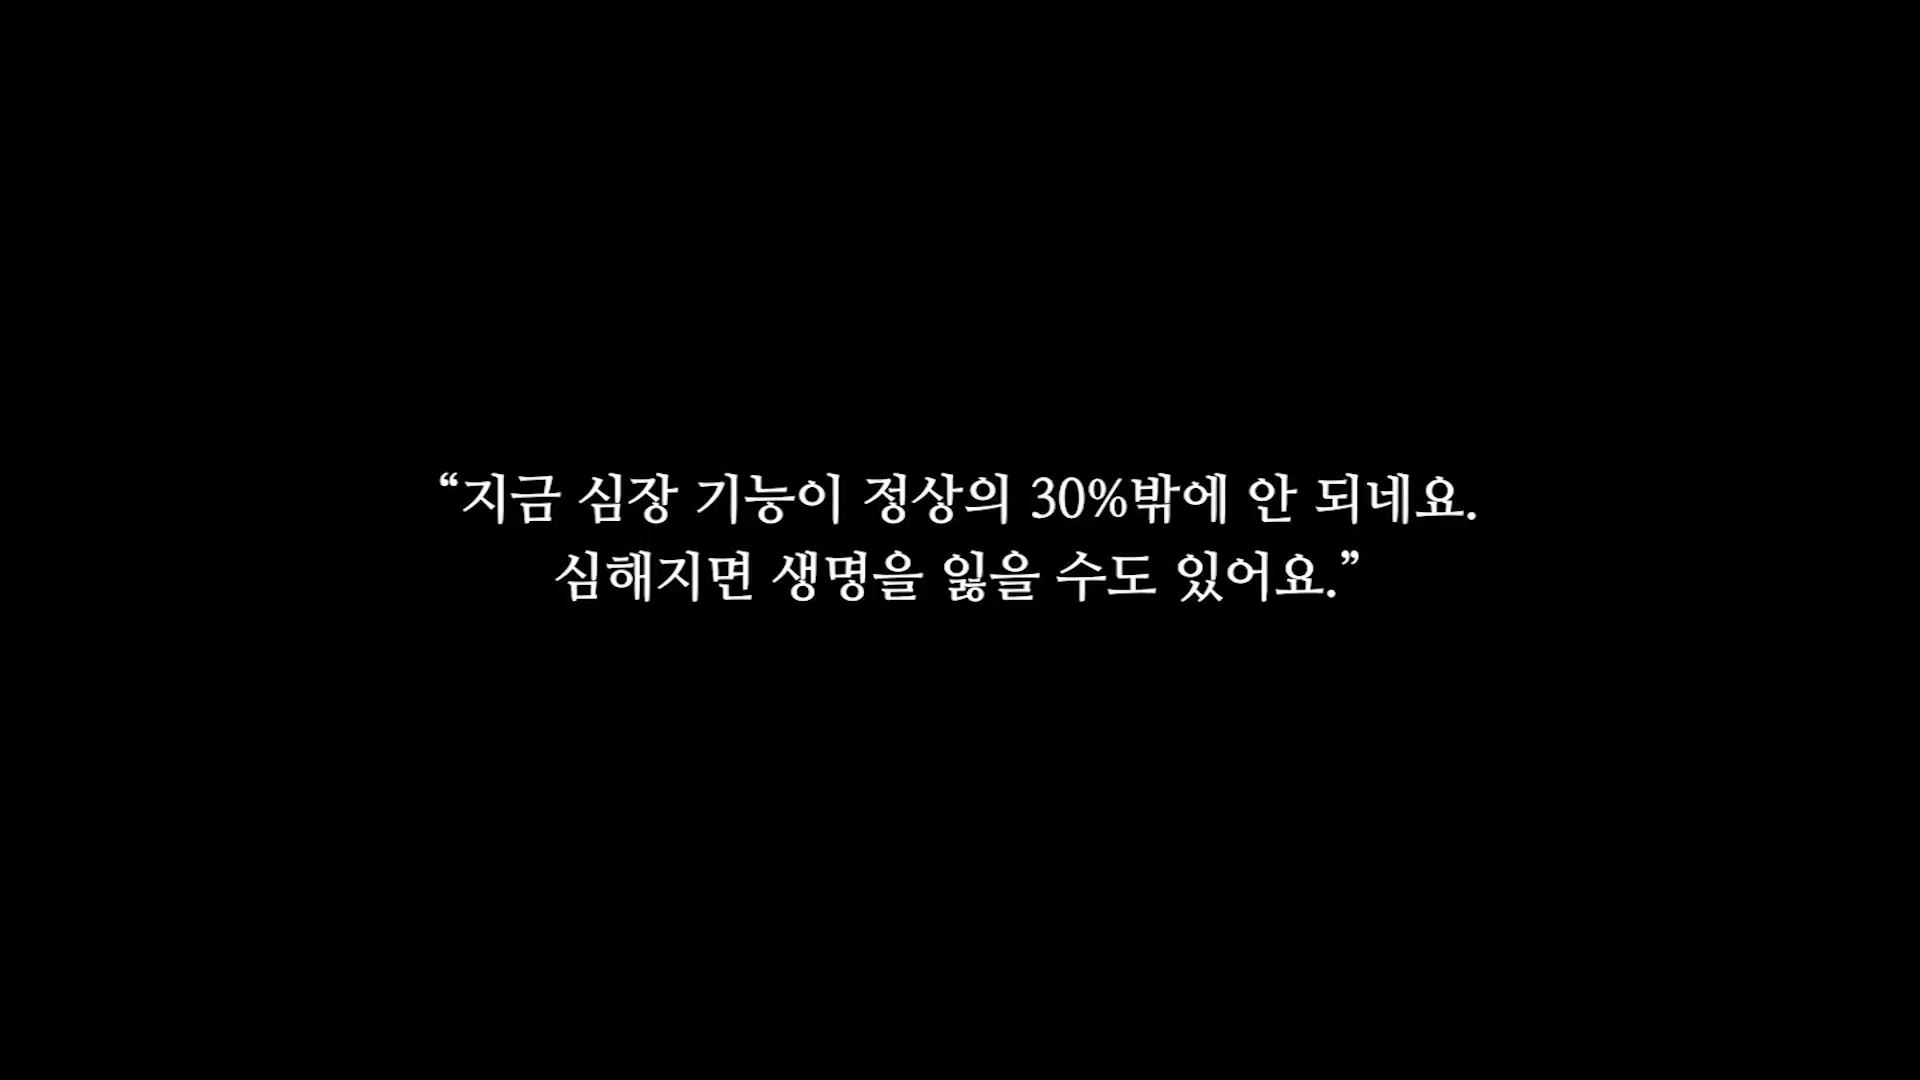 “지금 심장 기능이 정상의 30%밖에 안 되네요.
심해지면 생명을 잃을 수도 있어요.”